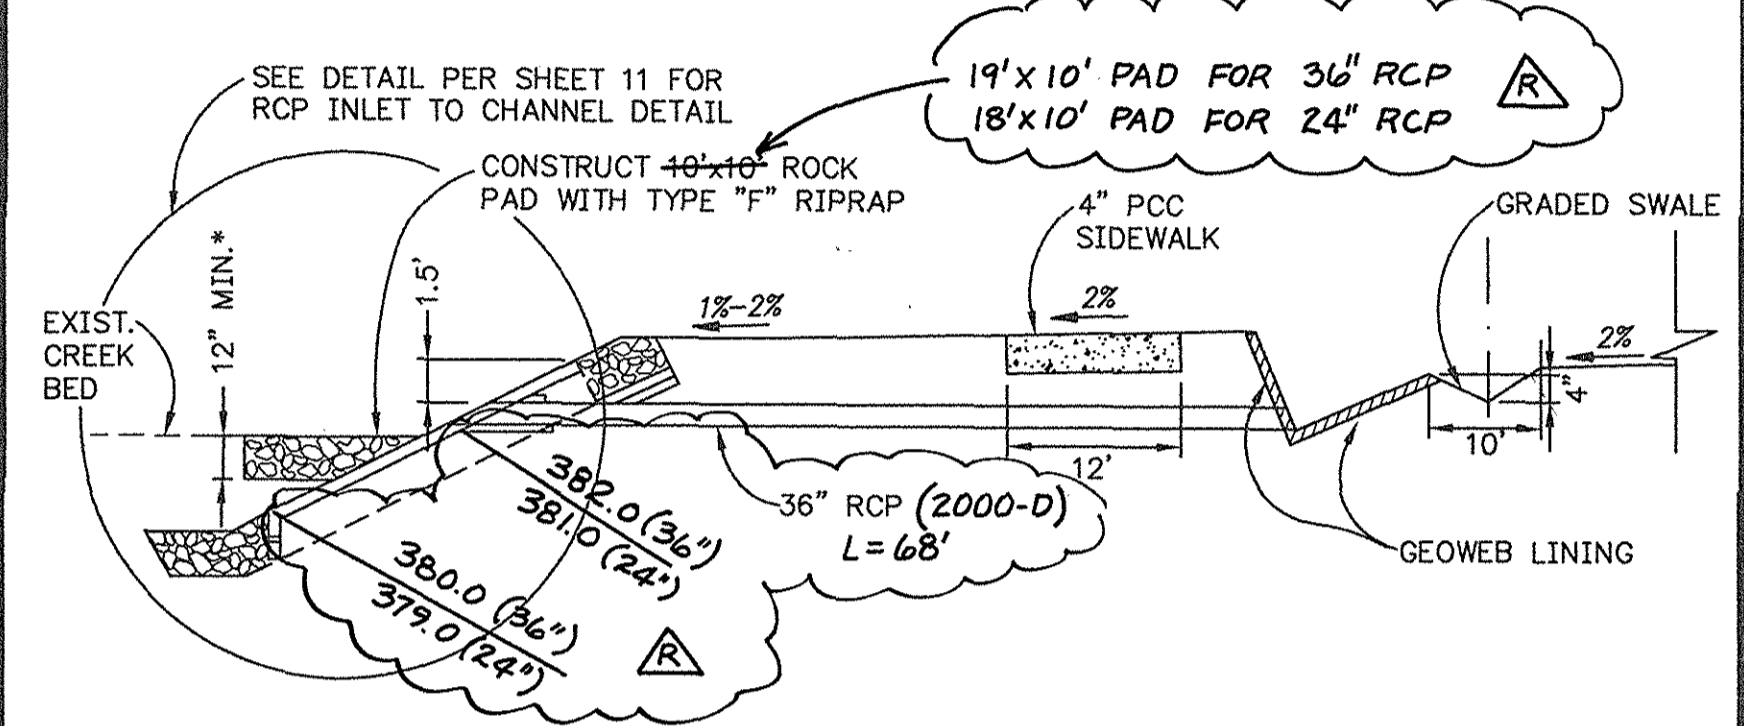 SEE DETAIL PER SHEET 11 FOR
RCP INLET TO CHANNEL DETAIL
19'X10' PAD FOR 36" RCP
18'X10' PAD FOR 24" RCP
R
CONSTRUCT 10'x10' ROCK
PAD WITH TYPE "F" RIPRAP
4" PCC
SIDEWALK
GRADED SWALE
EXIST.
CREEK
BED
12" MIN.*
1.5'
1%-2%
2%
2%
4"
10'
12'
382.0 (36")
381.0 (24")
36" RCP (2000-D)
L=68'
380.0 (36")
379.0 (24")
R
GEOWEB LINING